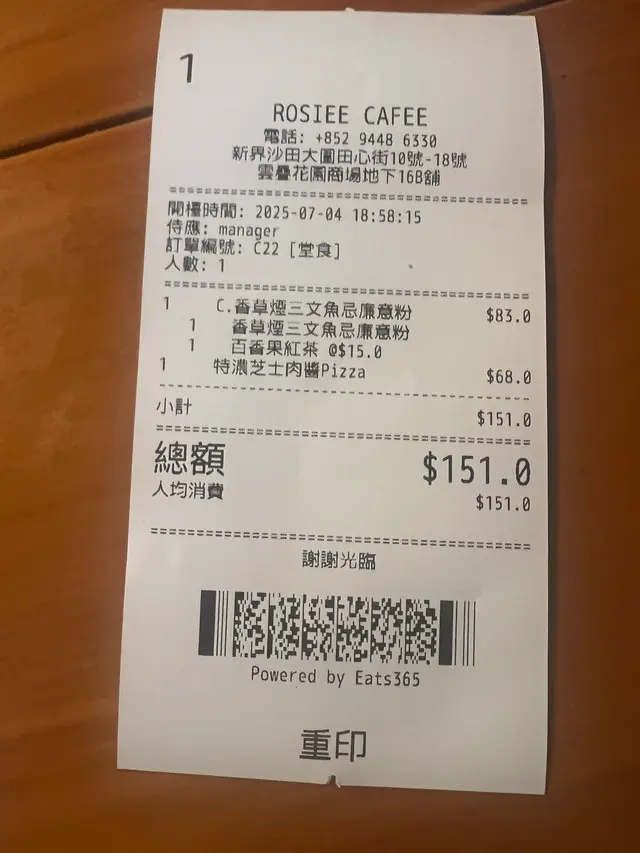 1
ROSIEE CAFEE
電話: +852 9448 6330
新界沙田大圍田心街10號-18號
雲疊花園商場地下16B舖
開檯時間: 2025-07-04 18:58:15
侍應: manager
訂單編號: C22 [堂食]
人數: 1
1 C.香草煙三文魚忌廉意粉 $83.0
1 香草煙三文魚忌廉意粉
1 百香果紅茶 @$15.0
1 特濃芝士肉醬Pizza $68.0
小計 $151.0
總額 $151.0
人均消費 $151.0
謝謝光臨
Powered by Eats365
重印